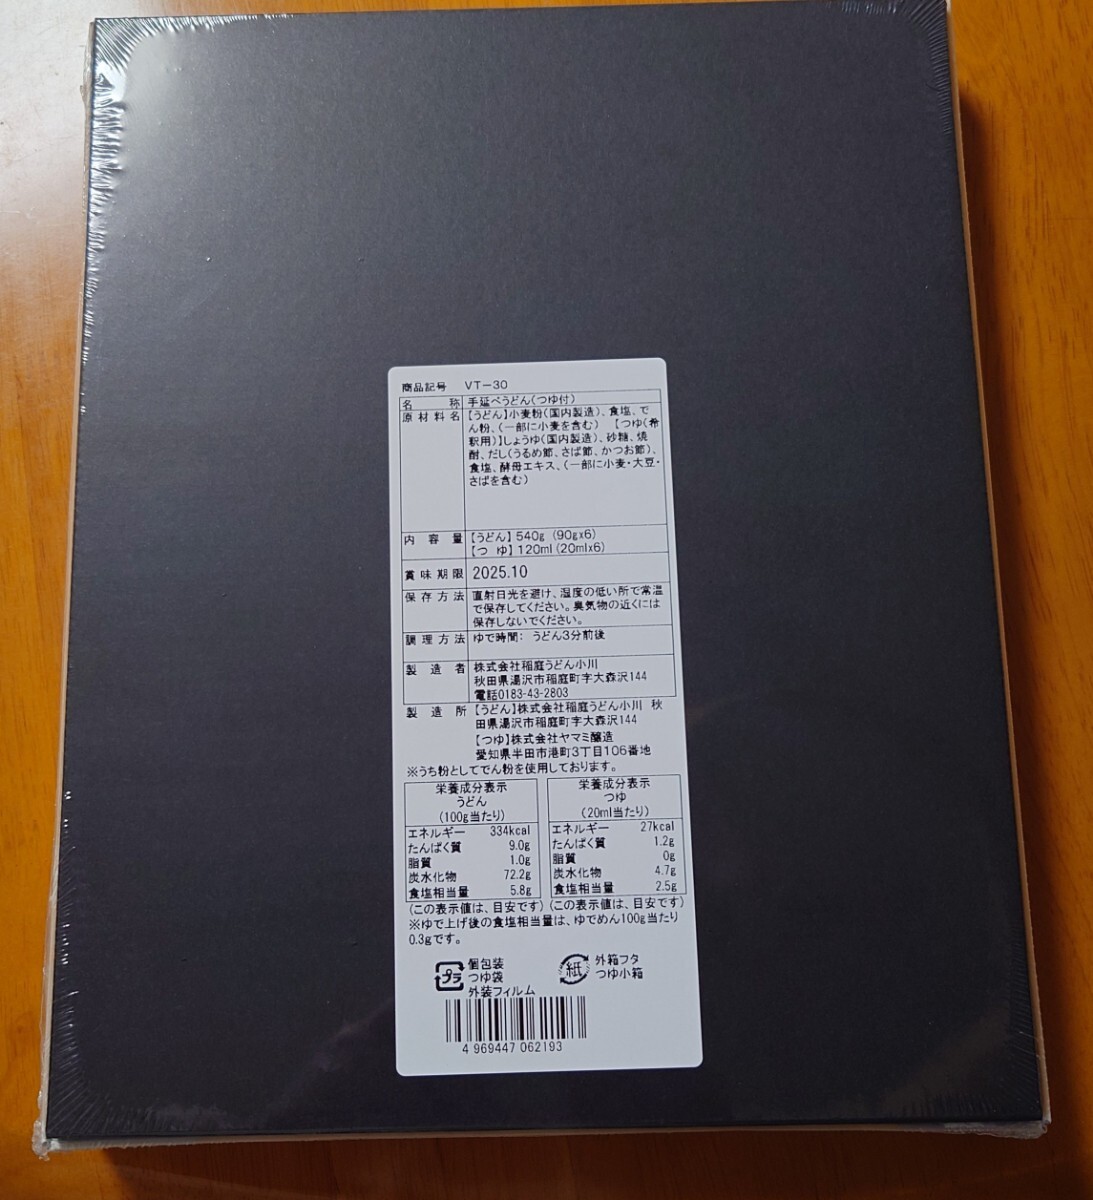 商品記号 VT-30
名称 手延べうどん(つゆ付)
原材料名 【うどん】小麦粉(国内製造)、食塩、で
ん粉、(一部に小麦を含む) 【つゆ(希
釈用)】しょうゆ(国内製造)、砂糖、焼
酎、だし(うるめ節、さば節、かつお節)、
食塩、酵母エキス、(一部に小麦・大豆・
さばを含む)
内容量 【うどん】540g (90gx6)
【つゆ】120ml (20mlx6)
賞味期限 2025.10
保存方法 直射日光を避け、湿度の低い所で常温
で保存してください。臭気物の近くには
保存しないでください。
調理方法 ゆで時間: うどん3分前後
製造者 株式会社稲庭うどん小川
秋田県湯沢市稲庭町字大森沢144
電話0183-43-2803
製造所 【うどん】株式会社稲庭うどん小川 秋
田県湯沢市稲庭町字大森沢144
【つゆ】株式会社ヤマミ醸造
愛知県半田市港町3丁目106番地
※うち粉としてでん粉を使用しております。
栄養成分表示
うどん
(100g当たり)
エネルギー 334kcal
たんぱく質 9.0g
脂質 1.0g
炭水化物 72.2g
食塩相当量 5.8g
(この表示値は、目安です)
栄養成分表示
つゆ
(20ml当たり)
エネルギー 27kcal
たんぱく質 1.2g
脂質 0g
炭水化物 4.7g
食塩相当量 2.5g
(この表示値は、目安です)
※ゆで上げ後の食塩相当量は、ゆでめん100g当たり
0.3gです。
プラ
個包装
つゆ袋
外装フィルム
紙
外箱フタ
つゆ小箱
4 969447 062193